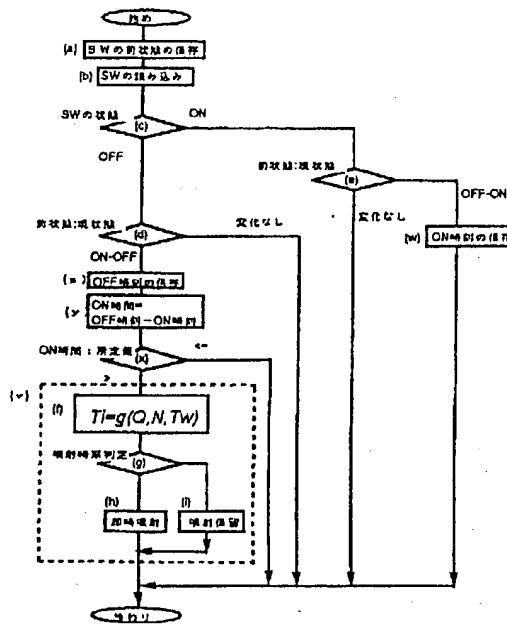 始め
(a) SWの前状態の保存
(b) SWの読み込み
SWの状態 (c) ON
OFF
前状態:現状態 (e) OFF-ON
変化なし
(w) ON時刻の保存
前状態:現状態 (d) 変化なし
ON-OFF
OFF時刻の保存
(y) ON時間=
OFF時刻-ON時刻
ON時間:所定値 (x) <=
>
(v)
(f) Ti=g(Q,N,Tw)
噴射時期判定 (g)
(h) 即時噴射
(i) 噴射保留
終わり